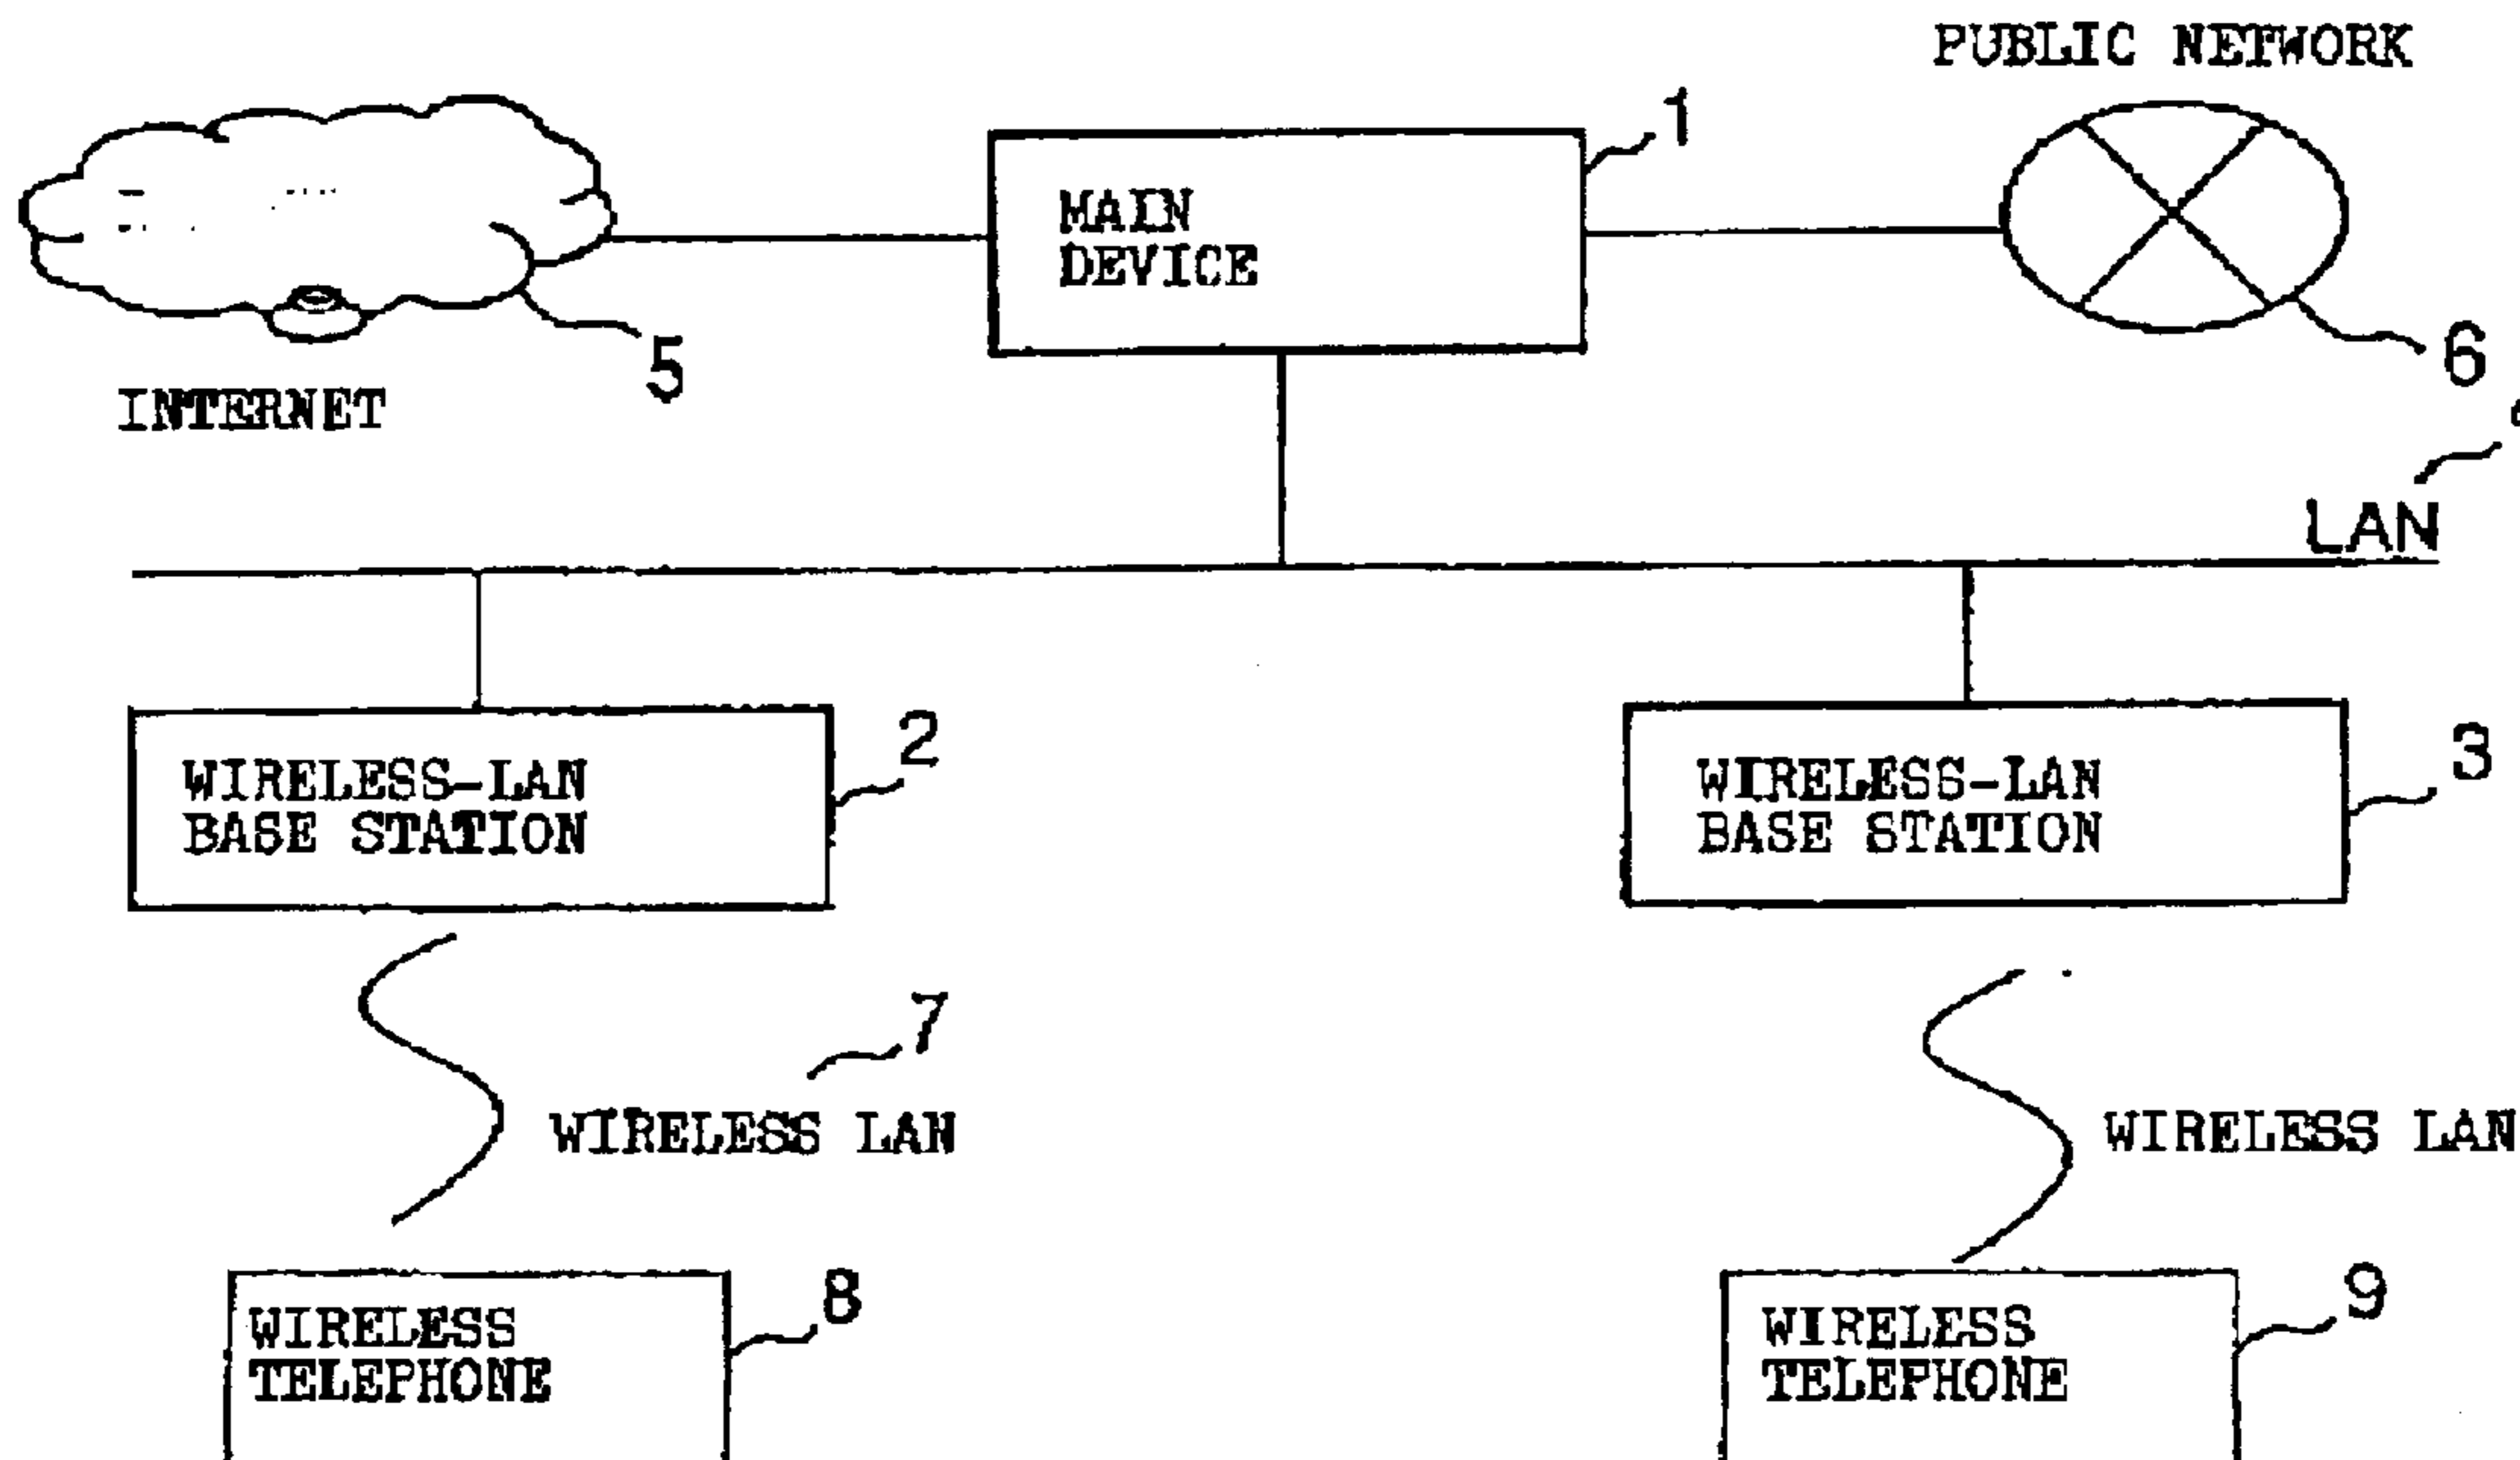 PUBLIC NETWORK
1
MAIN
DEVICE
5
6
INTERNET
LAN
2
3
WIRELESS-LAN
BASE STATION
WIRELESS-LAN
BASE STATION
7
WIRELESS LAN
WIRELESS LAN
8
9
WIRELESS
TELEPHONE
WIRELESS
TELEPHONE